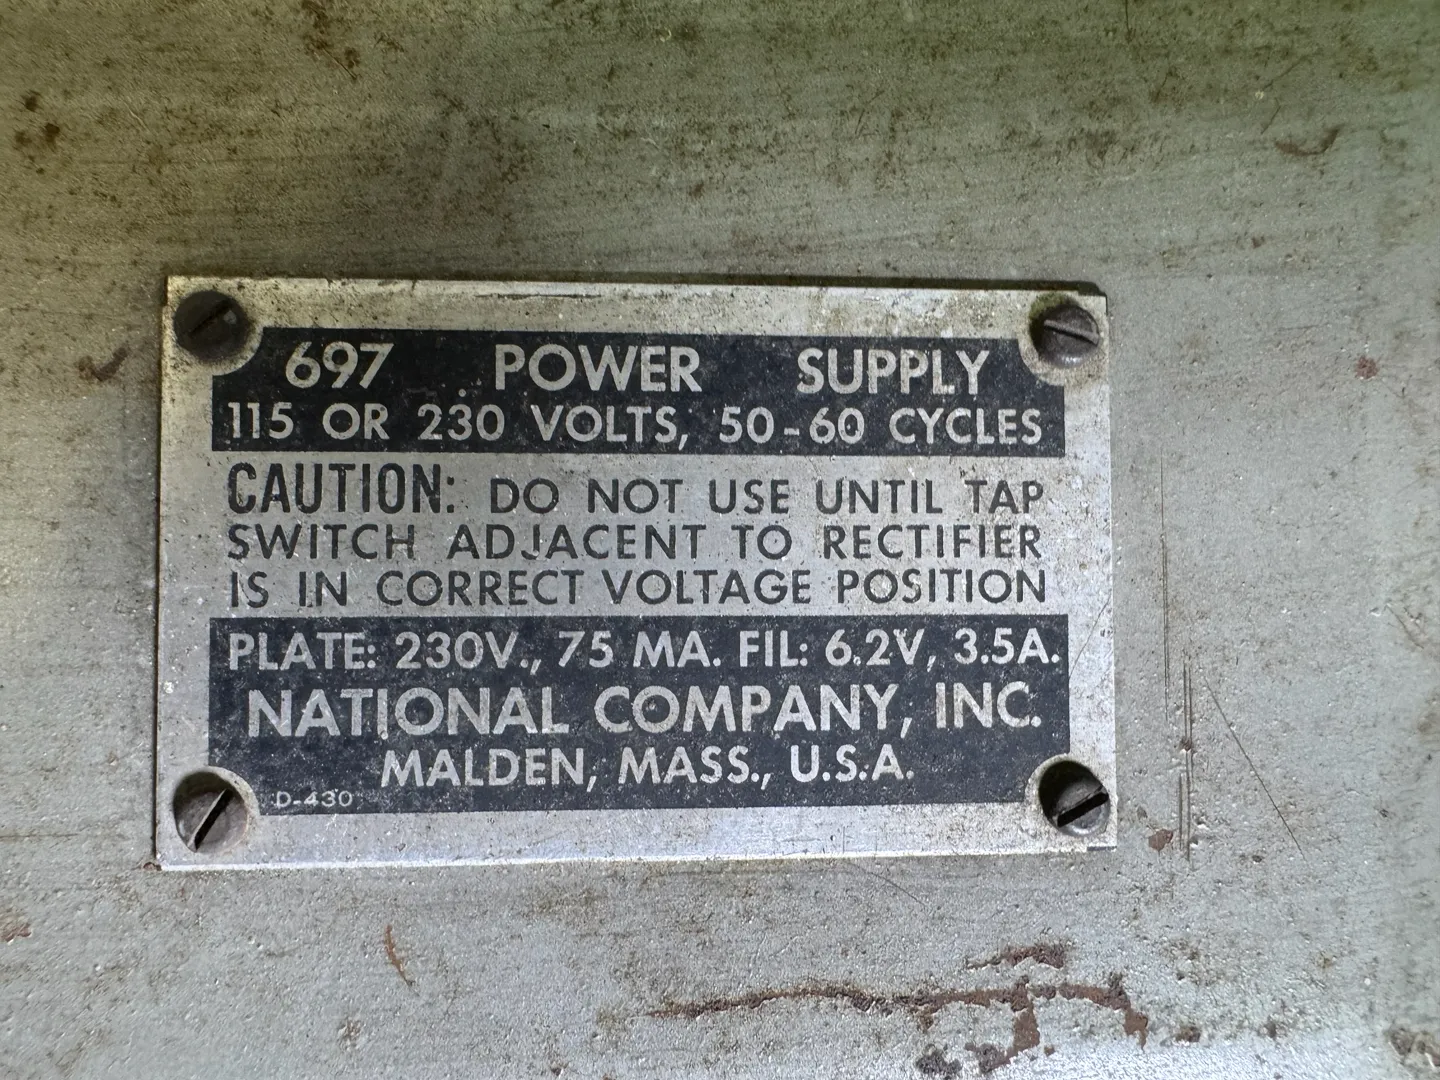 697 POWER SUPPLY
115 OR 230 VOLTS, 50-60 CYCLES
CAUTION: DO NOT USE UNTIL TAP
SWITCH ADJACENT TO RECTIFIER
IS IN CORRECT VOLTAGE POSITION
PLATE: 230V., 75 MA. FIL: 6.2V, 3.5A.
NATIONAL COMPANY, INC.
MALDEN, MASS., U.S.A.
D-430